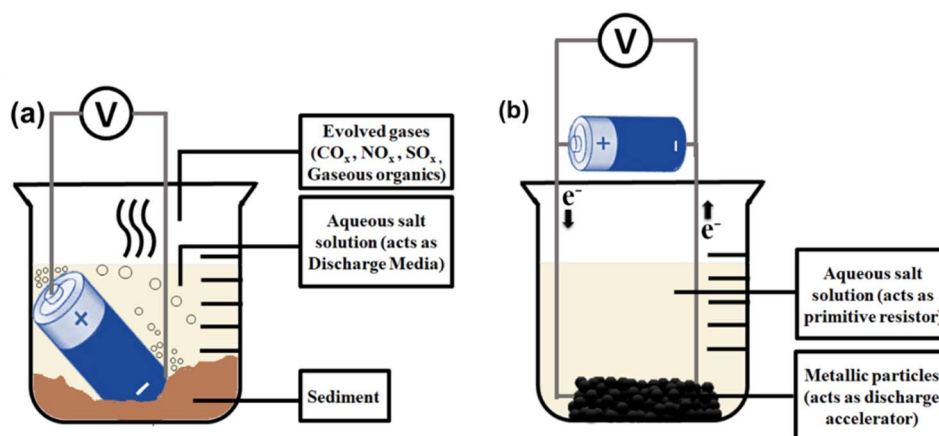 (a)
V
Evolved gases
(COx, NOx, SOx,
Gaseous organics)
Aqueous salt
solution (acts as
Discharge Media)
+
–
Sediment
(b)
V
+
–
e-
e-
Aqueous salt
solution (acts as
primitive resistor)
Metallic particles
(acts as discharge
accelerator)